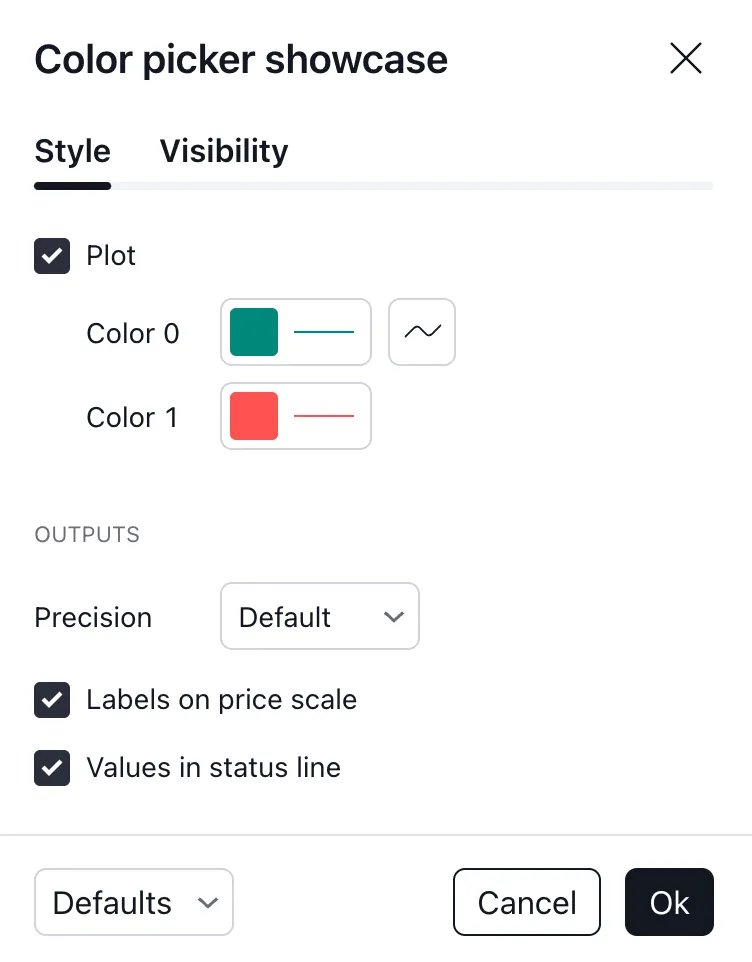 Color picker showcase
Style Visibility
Plot
Color 0
Color 1
OUTPUTS
Precision Default
Labels on price scale
Values in status line
Defaults Cancel Ok